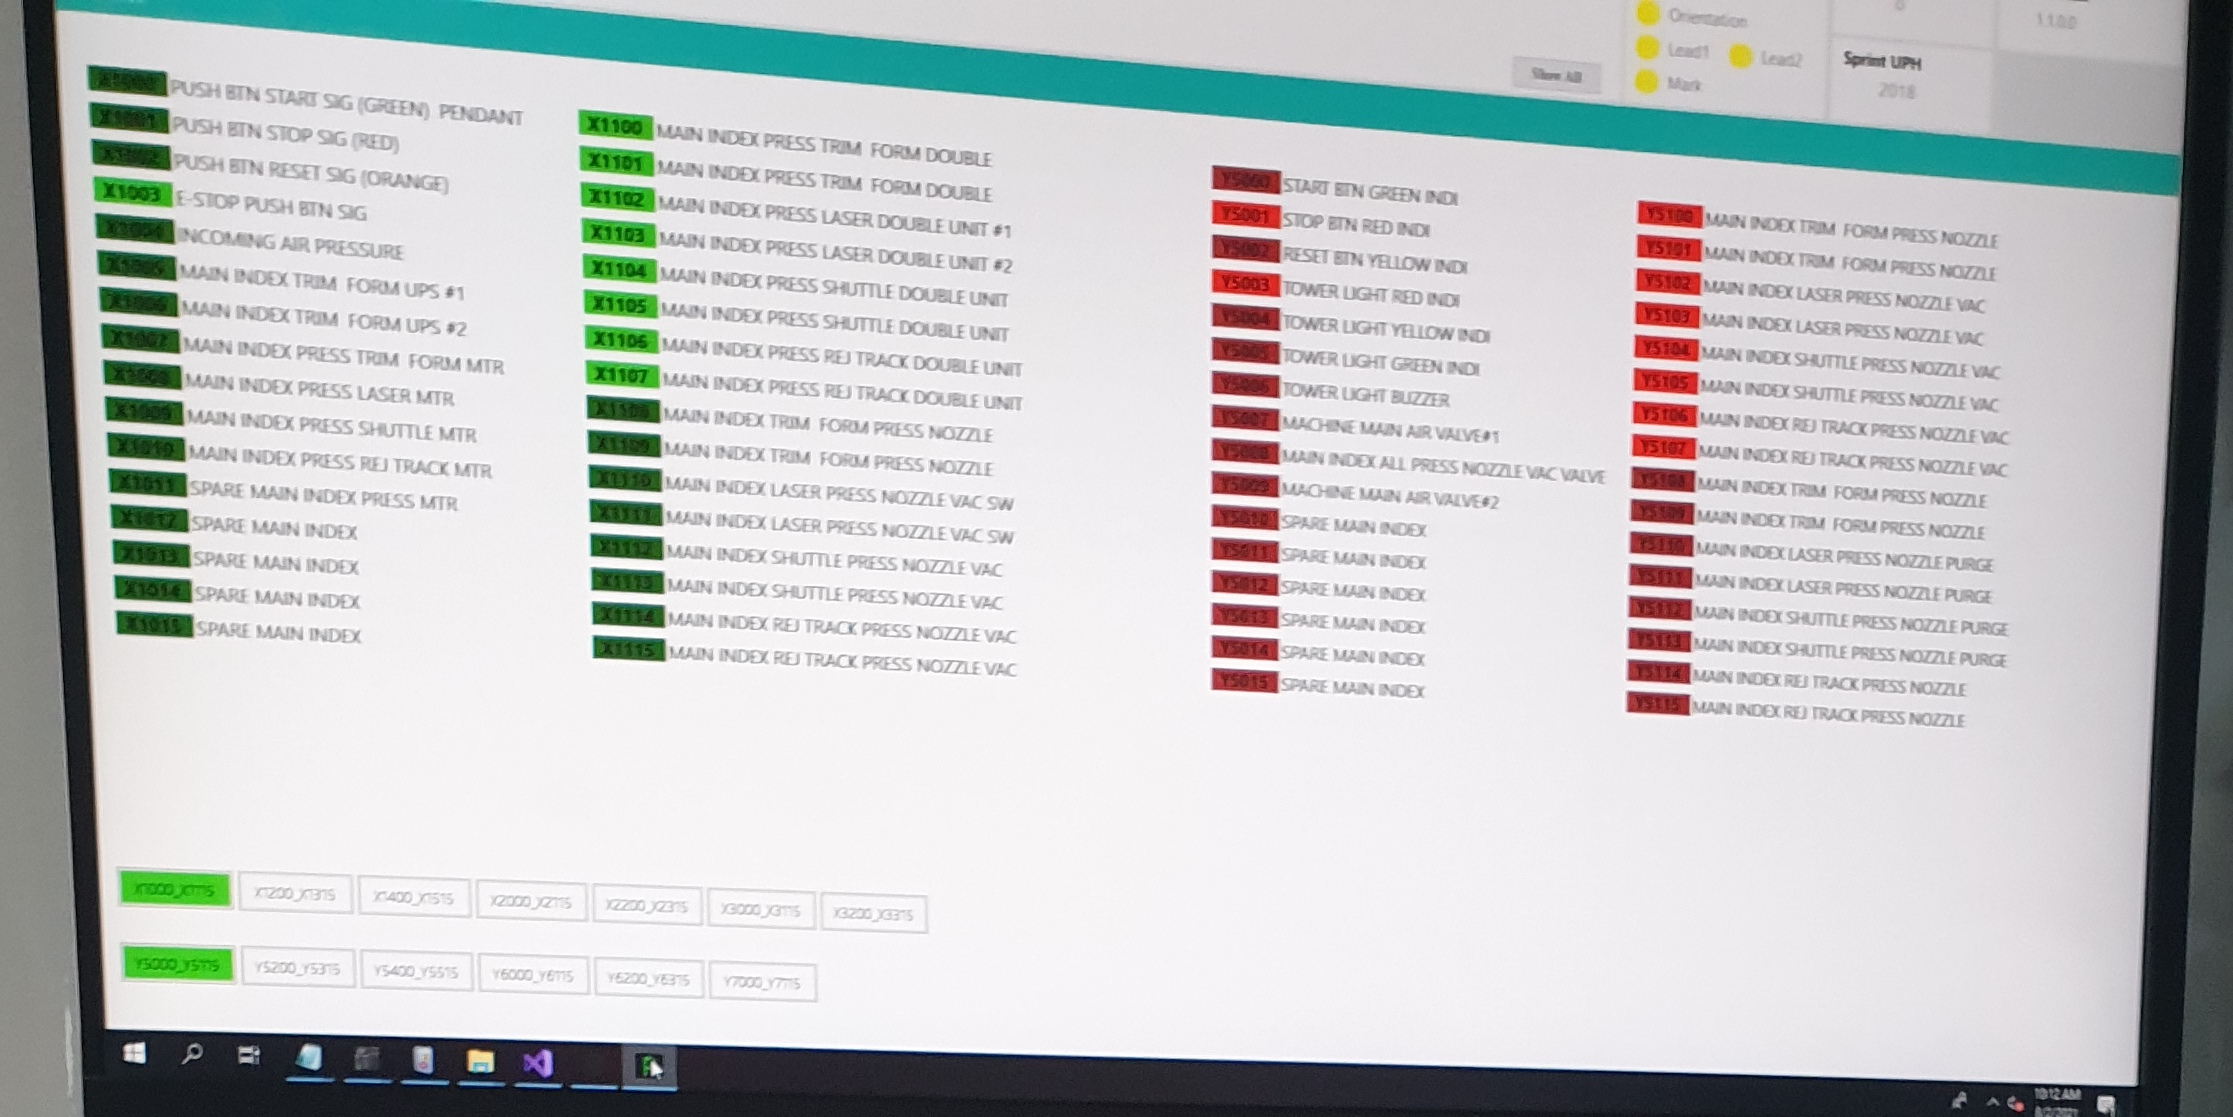 Orientation
Lead1 Lead2
Mark
0
1.1.0.0
Sprint UPH
2018
Show All
PUSH BTN START SIG (GREEN) PENDANT
X1001 PUSH BTN STOP SIG (RED)
X1002 PUSH BTN RESET SIG (ORANGE)
X1003 E-STOP PUSH BTN SIG
X1004 INCOMING AIR PRESSURE
X1005 MAIN INDEX TRIM FORM UPS #1
X1006 MAIN INDEX TRIM FORM UPS #2
X1007 MAIN INDEX PRESS TRIM FORM MTR
X1008 MAIN INDEX PRESS LASER MTR
X1009 MAIN INDEX PRESS SHUTTLE MTR
X1010 MAIN INDEX PRESS REJ TRACK MTR
X1011 SPARE MAIN INDEX PRESS MTR
X1012 SPARE MAIN INDEX
X1013 SPARE MAIN INDEX
X1014 SPARE MAIN INDEX
X1015 SPARE MAIN INDEX
X1100 MAIN INDEX PRESS TRIM FORM DOUBLE
X1101 MAIN INDEX PRESS TRIM FORM DOUBLE
X1102 MAIN INDEX PRESS LASER DOUBLE UNIT #1
X1103 MAIN INDEX PRESS LASER DOUBLE UNIT #2
X1104 MAIN INDEX PRESS SHUTTLE DOUBLE UNIT
X1105 MAIN INDEX PRESS SHUTTLE DOUBLE UNIT
X1106 MAIN INDEX PRESS REJ TRACK DOUBLE UNIT
X1107 MAIN INDEX PRESS REJ TRACK DOUBLE UNIT
X1108 MAIN INDEX TRIM FORM PRESS NOZZLE
X1109 MAIN INDEX TRIM FORM PRESS NOZZLE
X1110 MAIN INDEX LASER PRESS NOZZLE VAC SW
X1111 MAIN INDEX LASER PRESS NOZZLE VAC SW
X1112 MAIN INDEX SHUTTLE PRESS NOZZLE VAC
X1113 MAIN INDEX SHUTTLE PRESS NOZZLE VAC
X1114 MAIN INDEX REJ TRACK PRESS NOZZLE VAC
X1115 MAIN INDEX REJ TRACK PRESS NOZZLE VAC
Y5000 START BTN GREEN INDI
Y5001 STOP BTN RED INDI
Y5002 RESET BTN YELLOW INDI
Y5003 TOWER LIGHT RED INDI
Y5004 TOWER LIGHT YELLOW INDI
Y5005 TOWER LIGHT GREEN INDI
Y5006 TOWER LIGHT BUZZER
Y5007 MACHINE MAIN AIR VALVE#1
Y5008 MAIN INDEX ALL PRESS NOZZLE VAC VALVE
Y5009 MACHINE MAIN AIR VALVE#2
Y5010 SPARE MAIN INDEX
Y5011 SPARE MAIN INDEX
Y5012 SPARE MAIN INDEX
Y5013 SPARE MAIN INDEX
Y5014 SPARE MAIN INDEX
Y5015 SPARE MAIN INDEX
Y5100 MAIN INDEX TRIM FORM PRESS NOZZLE
Y5101 MAIN INDEX TRIM FORM PRESS NOZZLE
Y5102 MAIN INDEX LASER PRESS NOZZLE VAC
Y5103 MAIN INDEX LASER PRESS NOZZLE VAC
Y5104 MAIN INDEX SHUTTLE PRESS NOZZLE VAC
Y5105 MAIN INDEX SHUTTLE PRESS NOZZLE VAC
Y5106 MAIN INDEX REJ TRACK PRESS NOZZLE VAC
Y5107 MAIN INDEX REJ TRACK PRESS NOZZLE VAC
Y5108 MAIN INDEX TRIM FORM PRESS NOZZLE
Y5109 MAIN INDEX TRIM FORM PRESS NOZZLE
Y5110 MAIN INDEX LASER PRESS NOZZLE PURGE
Y5111 MAIN INDEX LASER PRESS NOZZLE PURGE
Y5112 MAIN INDEX SHUTTLE PRESS NOZZLE PURGE
Y5113 MAIN INDEX SHUTTLE PRESS NOZZLE PURGE
Y5114 MAIN INDEX REJ TRACK PRESS NOZZLE
Y5115 MAIN INDEX REJ TRACK PRESS NOZZLE
X1000_X1115 X1200_X1315 X1400_X1515 X2000_X2115 X2200_X2315 X3000_X3115 X3200_X3315
Y5000_Y5115 Y5200_Y5315 Y5400_Y5515 Y6000_Y6115 Y6200_Y6315 Y7000_Y7115
10:12 AM